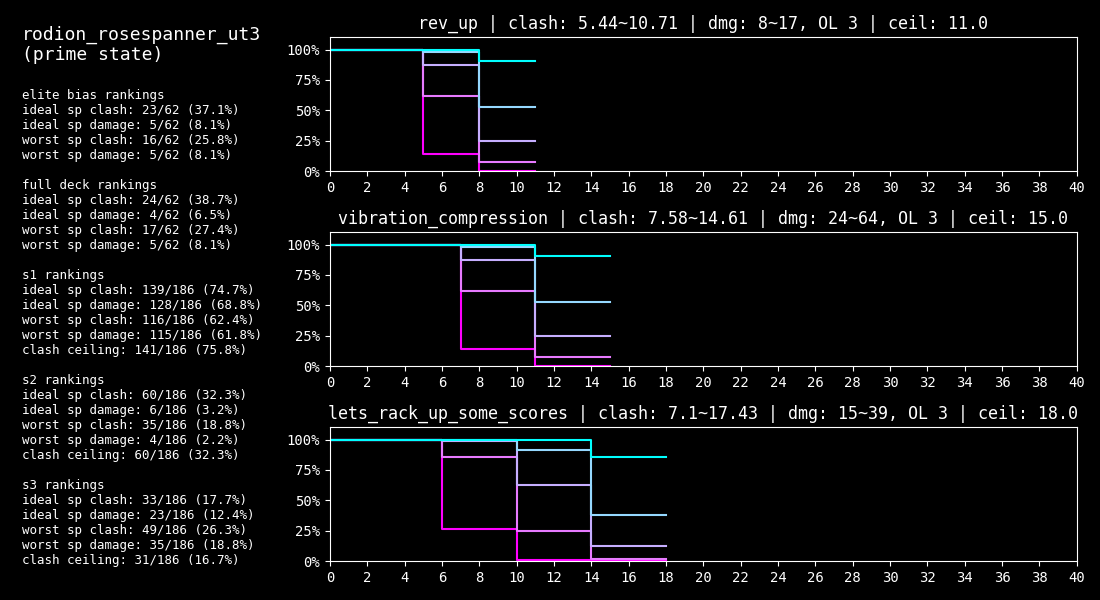 rodion_rosespanner_ut3
(prime state)
elite bias rankings
ideal sp clash: 23/62 (37.1%)
ideal sp damage: 5/62 (8.1%)
worst sp clash: 16/62 (25.8%)
worst sp damage: 5/62 (8.1%)
full deck rankings
ideal sp clash: 24/62 (38.7%)
ideal sp damage: 4/62 (6.5%)
worst sp clash: 17/62 (27.4%)
worst sp damage: 5/62 (8.1%)
s1 rankings
ideal sp clash: 139/186 (74.7%)
ideal sp damage: 128/186 (68.8%)
worst sp clash: 116/186 (62.4%)
worst sp damage: 115/186 (61.8%)
clash ceiling: 141/186 (75.8%)
s2 rankings
ideal sp clash: 60/186 (32.3%)
ideal sp damage: 6/186 (3.2%)
worst sp clash: 35/186 (18.8%)
worst sp damage: 4/186 (2.2%)
clash ceiling: 60/186 (32.3%)
s3 rankings
ideal sp clash: 33/186 (17.7%)
ideal sp damage: 23/186 (12.4%)
worst sp clash: 49/186 (26.3%)
worst sp damage: 35/186 (18.8%)
clash ceiling: 31/186 (16.7%)
rev_up | clash: 5.44~10.71 | dmg: 8~17, OL 3 | ceil: 11.0
100%
75%
50%
25%
0%
0 2 4 6 8 10 12 14 16 18 20 22 24 26 28 30 32 34 36 38 40
vibration_compression | clash: 7.58~14.61 | dmg: 24~64, OL 3 | ceil: 15.0
100%
75%
50%
25%
0%
0 2 4 6 8 10 12 14 16 18 20 22 24 26 28 30 32 34 36 38 40
lets_rack_up_some_scores | clash: 7.1~17.43 | dmg: 15~39, OL 3 | ceil: 18.0
100%
75%
50%
25%
0%
0 2 4 6 8 10 12 14 16 18 20 22 24 26 28 30 32 34 36 38 40